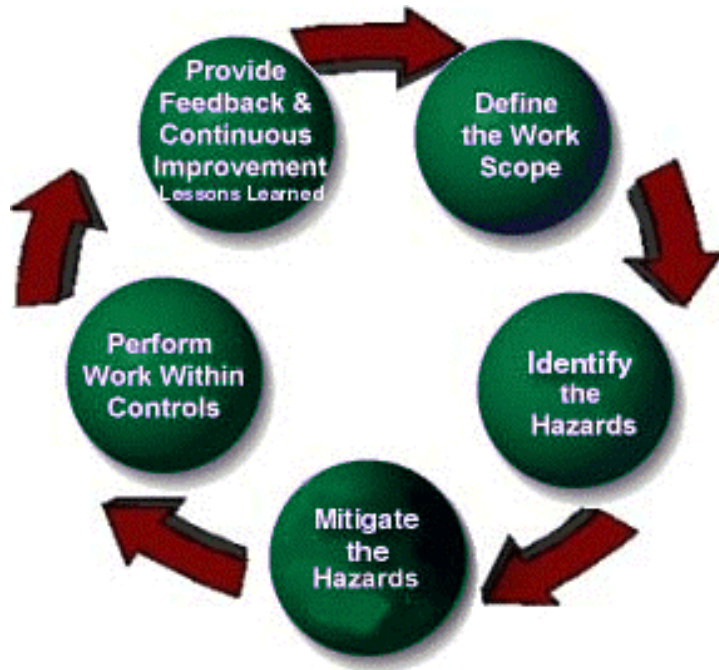 Provide
Feedback &
Continuous
Improvement
Lessons Learned
Define
the Work
Scope
Identify
the
Hazards
Mitigate
the
Hazards
Perform
Work Within
Controls